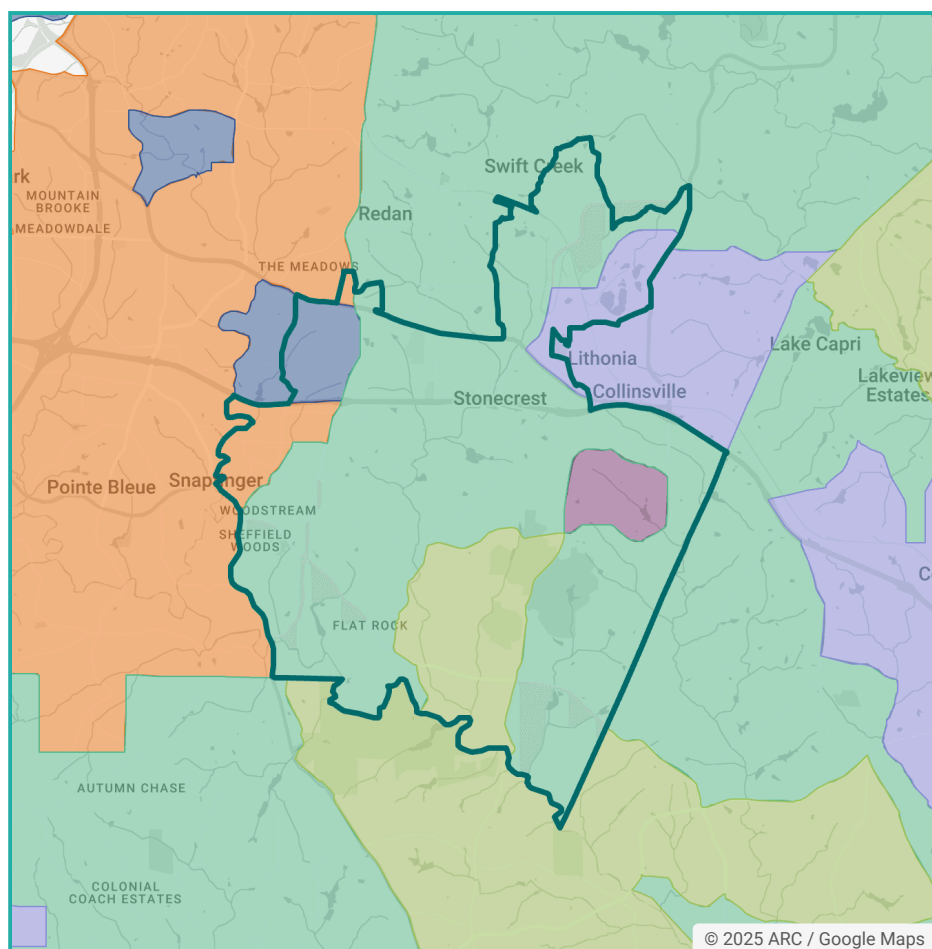 Swift Creek
rk
MOUNTAIN
BROOKE
MEADOWDALE
Redan
THE MEADOWS
Lake Capri
Lithonia
Lakeview
Estates
Collinsville
Stonecrest
Pointe Bleue
Snapfinger
WOODSTREAM
SHEFFIELD
WOODS
C
FLAT ROCK
AUTUMN CHASE
COLONIAL
COACH ESTATES
© 2025 ARC / Google Maps